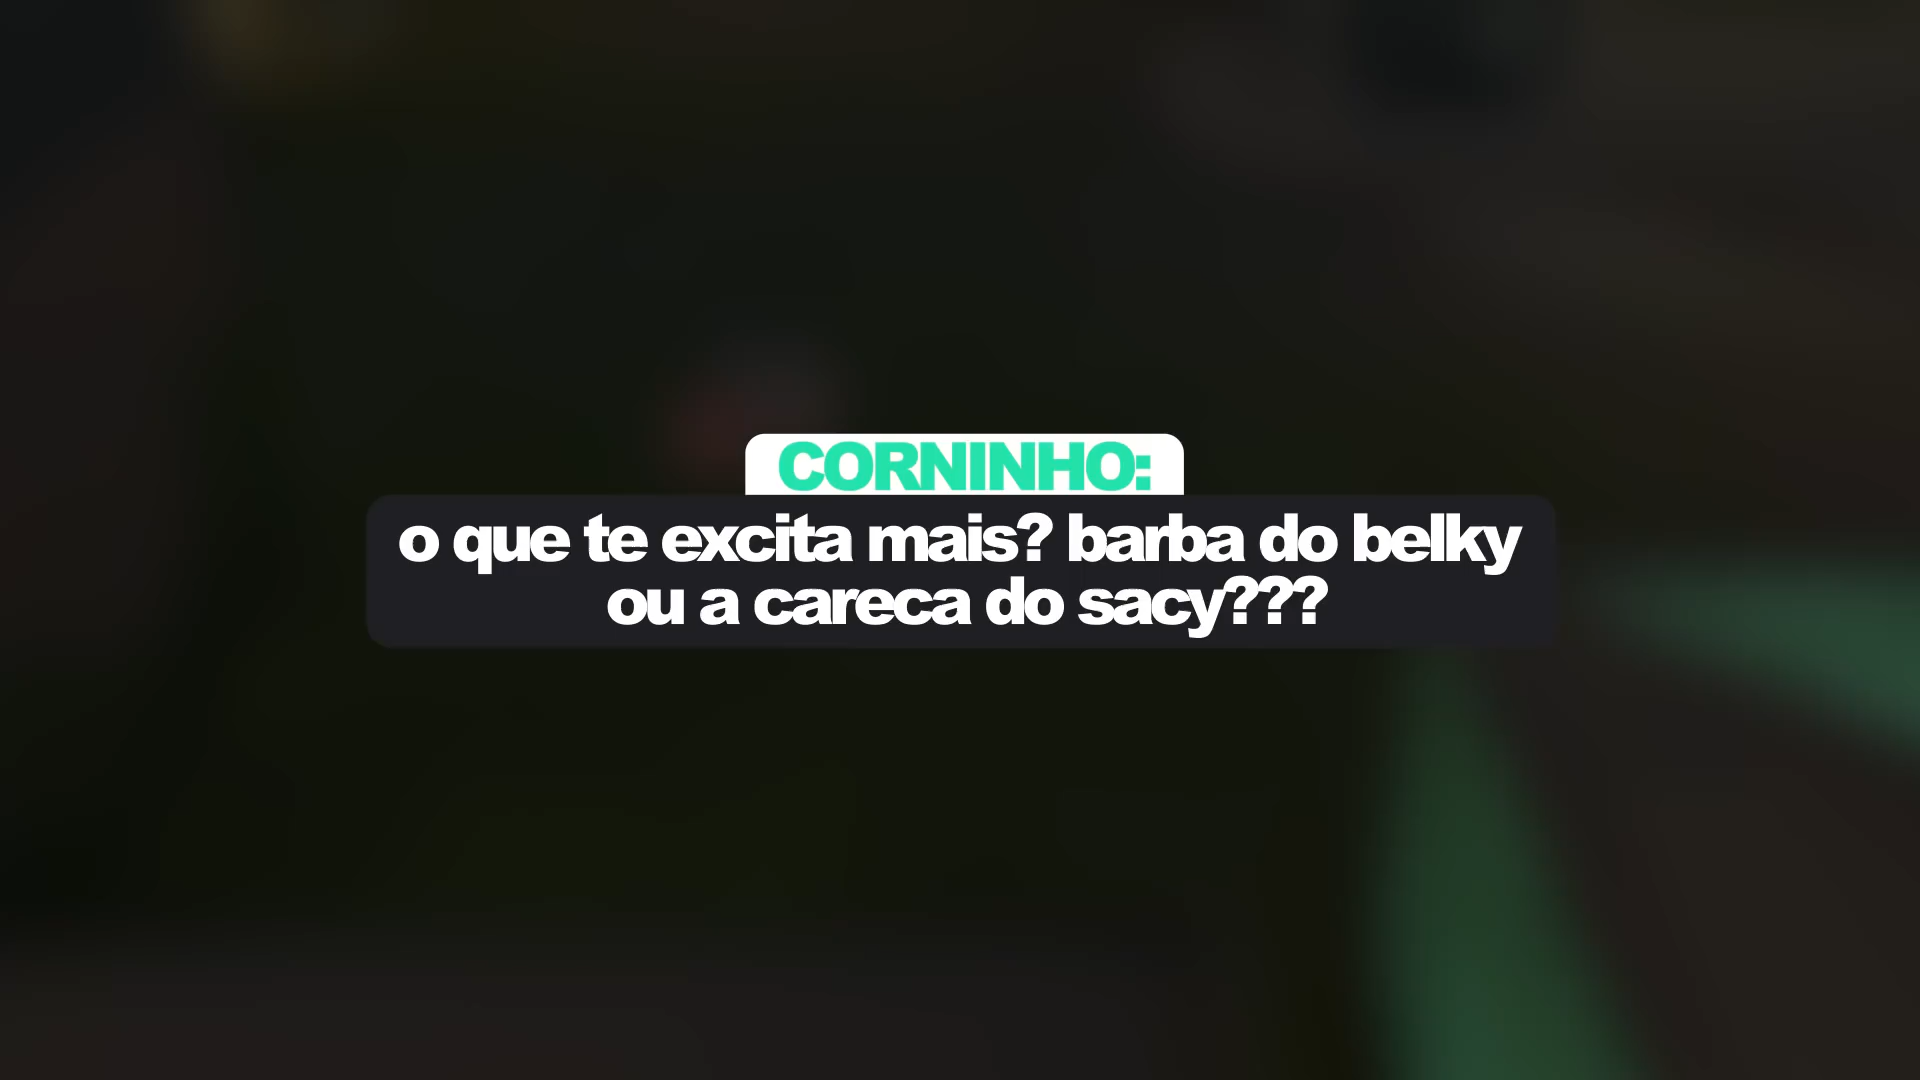 CORNINHO:
o que te excita mais? barba do belky
ou a careca do sacy???